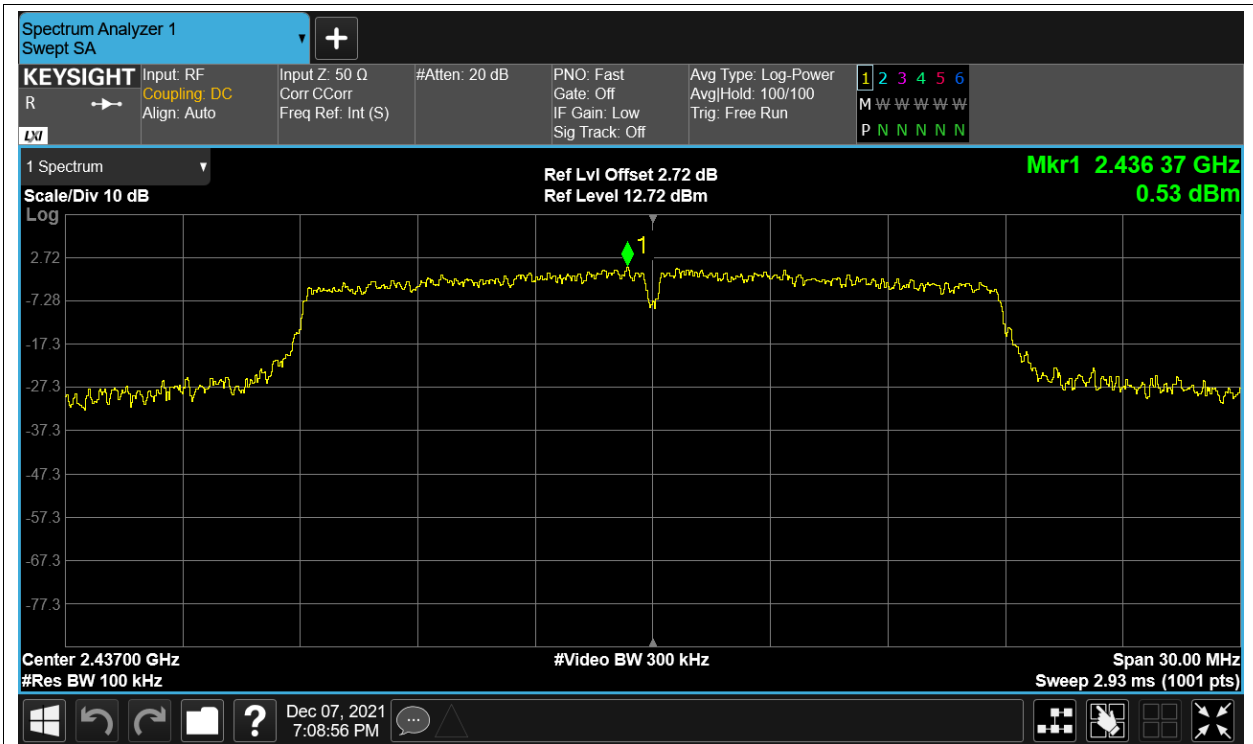 Spectrum Analyzer 1
Swept SA
KEYSIGHT
R
LXI
Input: RF
Coupling: DC
Align: Auto
Input Z: 50 Ω
Corr CCorr
Freq Ref: Int (S)
#Atten: 20 dB
PNO: Fast
Gate: Off
IF Gain: Low
Sig Track: Off
Avg Type: Log-Power
Avg|Hold: 100/100
Trig: Free Run
1 2 3 4 5 6
M W W W W W
P N N N N N
1 Spectrum
Scale/Div 10 dB
Ref Lvl Offset 2.72 dB
Ref Level 12.72 dBm
Mkr1 2.436 37 GHz
0.53 dBm
Log
1
2.72
-7.28
-17.3
-27.3
-37.3
-47.3
-57.3
-67.3
-77.3
Center 2.43700 GHz
#Res BW 100 kHz
#Video BW 300 kHz
Span 30.00 MHz
Sweep 2.93 ms (1001 pts)
?
Dec 07, 2021
7:08:56 PM